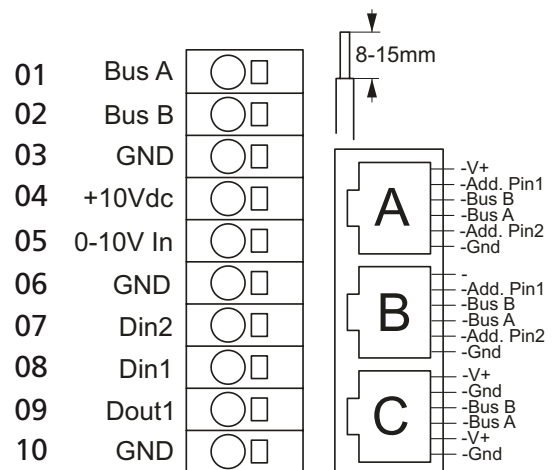 01 Bus A
02 Bus B
03 GND
04 +10Vdc
05 0-10V In
06 GND
07 Din2
08 Din1
09 Dout1
10 GND
8-15mm
A
-V+
-Add. Pin1
-Bus B
-Bus A
-Add. Pin2
-Gnd
B
-
-Add. Pin1
-Bus B
-Bus A
-Add. Pin2
-Gnd
C
-V+
-Gnd
-Bus B
-Bus A
-V+
-Gnd